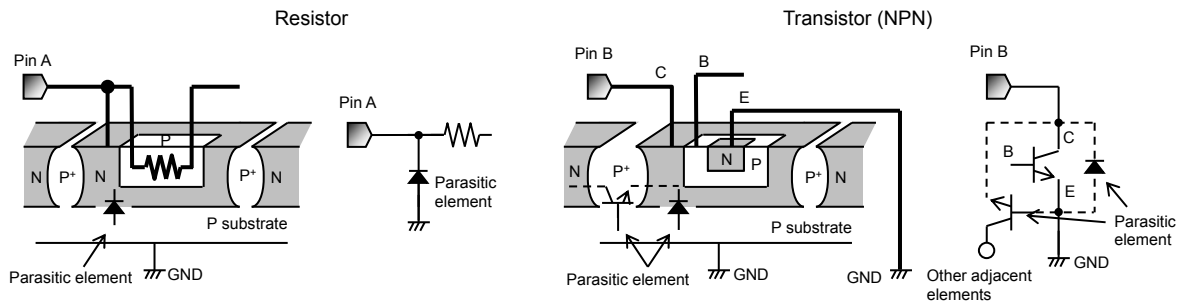 Resistor
Transistor (NPN)
Pin A
P
N
P+
N
P+
N
P substrate
Parasitic element
GND
Pin A
Parasitic
element
Pin B
C
B
E
N
P+
N
P
P+
N
P substrate
Parasitic element
GND
GND
Pin B
C
B
E
Parasitic
element
GND
Other adjacent
elements